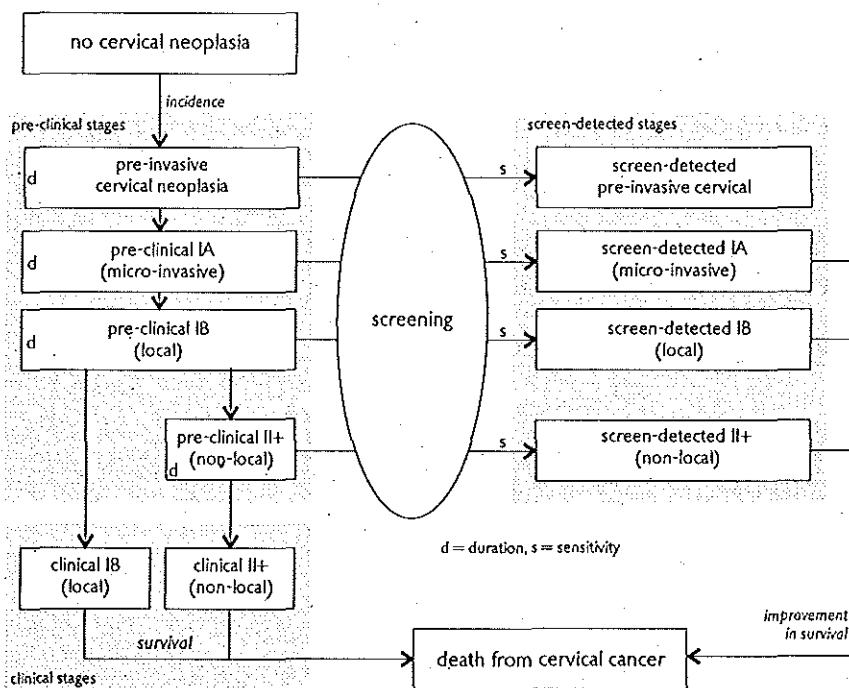 no cervical neoplasia
incidence
pre-clinical stages
screen-detected stages
d
pre-invasive
cervical neoplasia
s
screen-detected
pre-invasive cervical
d
pre-clinical IA
(micro-invasive)
s
screen-detected IA
(micro-invasive)
screening
d
pre-clinical IB
(local)
s
screen-detected IB
(local)
d
pre-clinical II+
(non-local)
s
screen-detected II+
(non-local)
d = duration, s = sensitivity
clinical IB
(local)
clinical II+
(non-local)
survival
clinical stages
death from cervical cancer
improvement
in survival